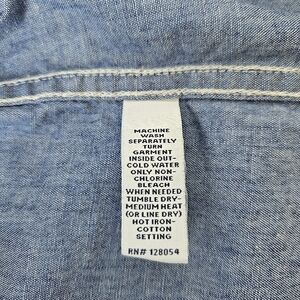 MACHINE
WASH
SEPARATELY
TURN
GARMENT
INSIDE OUT-
COLD WATER
ONLY NON-
CHLORINE
BLEACH
WHEN NEEDED
TUMBLE DRY-
MEDIUM HEAT
(OR LINE DRY)
HOT IRON-
COTTON
SETTING
RN# 128054